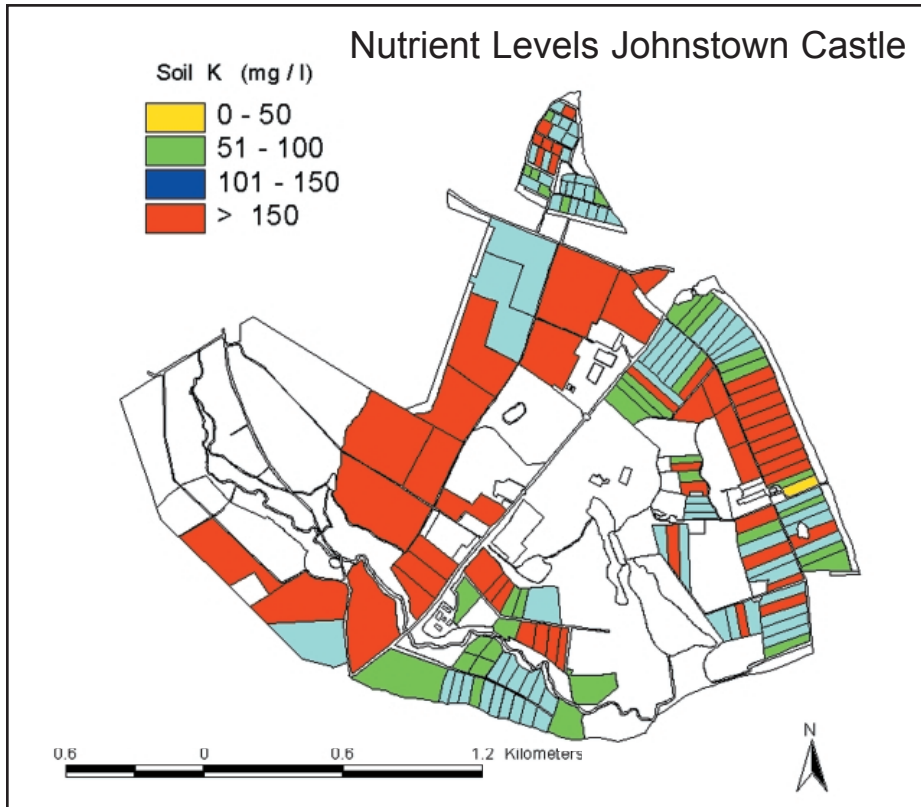 Nutrient Levels Johnstown Castle
Soil K (mg / l)
0 - 50
51 - 100
101 - 150
> 150
N
0.6 0 0.6 1.2 Kilometers